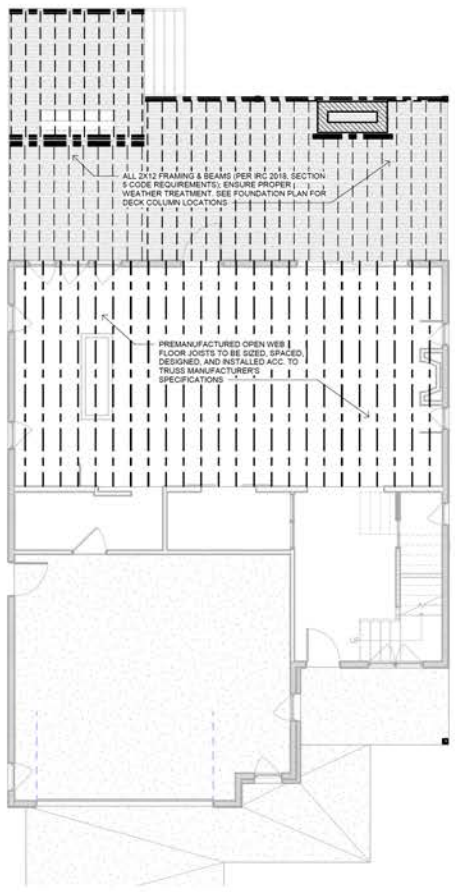 ALL 2X12 FRAMING & BEAMS (PER IRC 2018, SECTION
5 CODE REQUIREMENTS); ENSURE PROPER
WEATHER TREATMENT. SEE FOUNDATION PLAN FOR
DECK COLUMN LOCATIONS
PREMANUFACTURED OPEN WEB
FLOOR JOISTS TO BE SIZED, SPACED,
DESIGNED, AND INSTALLED ACC. TO
TRUSS MANUFACTURER'S
SPECIFICATIONS
UP